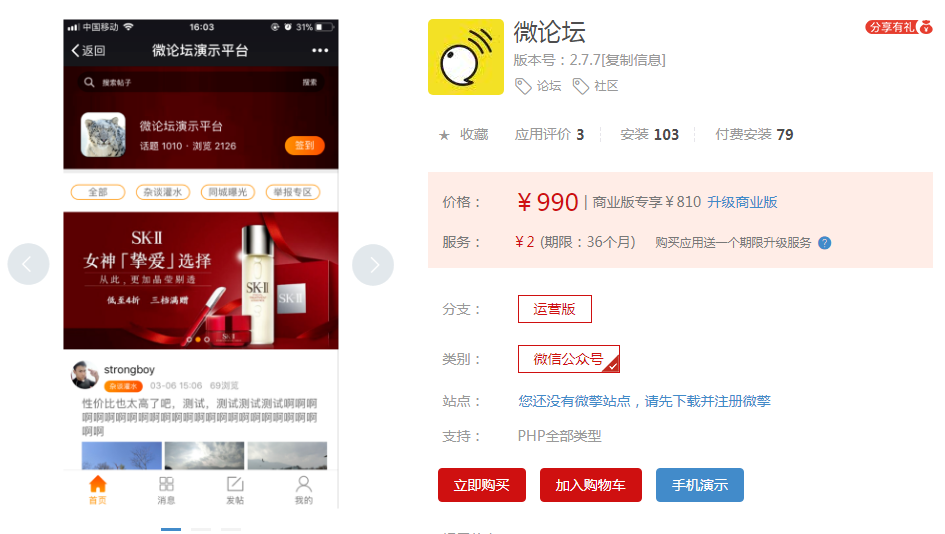 中国移动 16:03 31%
返回 微论坛演示平台
搜索帖子 搜索
微论坛演示平台
话题 1010 · 浏览 2126
签到
全部 杂谈灌水 同城曝光 举报专区
SK-II
女神「挚爱」选择
从此，更加晶莹剔透
低至4折 三档满赠
SK-II
SK-II
strongboy
杂谈灌水 03-06 15:06 69浏览
性价比也太高了吧，测试，测试测试测试啊啊啊
啊啊啊啊啊啊啊啊啊啊啊啊啊啊啊啊啊啊啊
啊啊
首页 消息 发帖 我的
微论坛
分享有礼
版本号：2.7.7[复制信息]
论坛 社区
★ 收藏 应用评价 3 安装 103 付费安装 79
价格： ¥ 990 | 商业版专享 ¥ 810 升级商业版
服务： ¥ 2 (期限：36个月) 购买应用送一个期限升级服务 ?
分支： 运营版
类别： 微信公众号
站点： 您还没有微擎站点，请先下载并注册微擎
支持： PHP全部类型
立即购买 加入购物车 手机演示